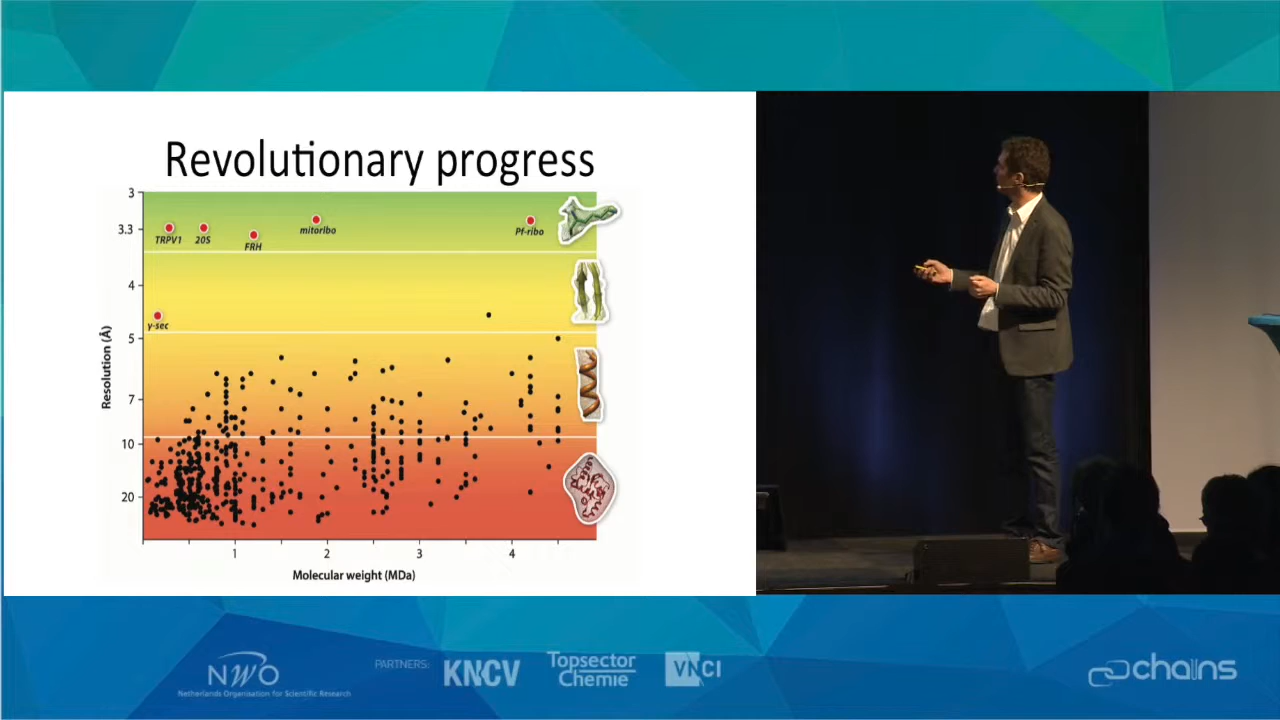 Revolutionary progress
3
3.3
4
5
7
10
20
Resolution (Å)
TRPV1
20S
FRH
mitoribo
Pf-ribo
γ-sec
1
2
3
4
Molecular weight (MDa)
NWO
Netherlands Organisation for Scientific Research
PARTNERS:
KNCV
Topsector
Chemie
VNCI
chains